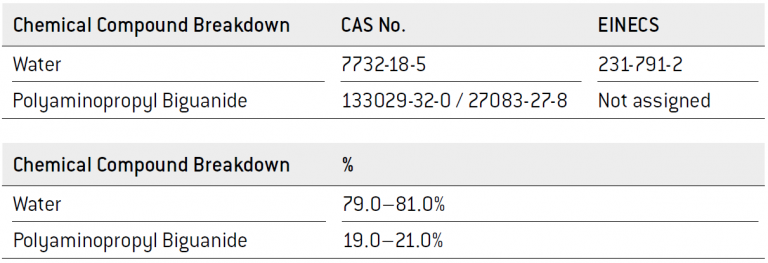 Chemical Compound Breakdown CAS No. EINECS
Water 7732-18-5 231-791-2
Polyaminopropyl Biguanide 133029-32-0 / 27083-27-8 Not assigned
Chemical Compound Breakdown %
Water 79.0–81.0%
Polyaminopropyl Biguanide 19.0–21.0%